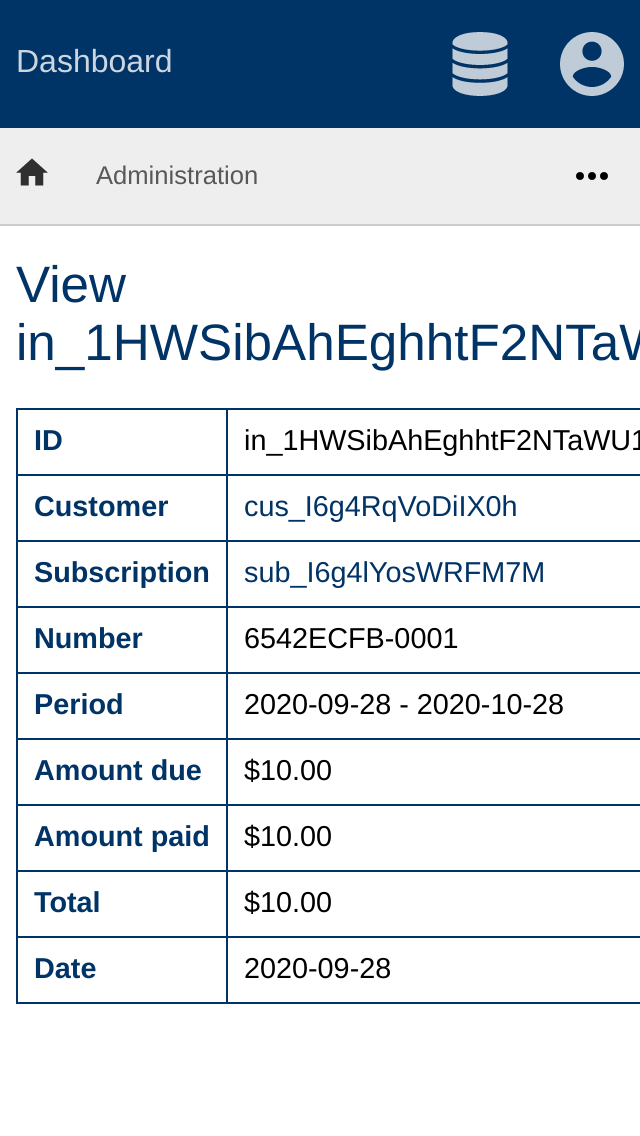 Dashboard
Administration
View
in_1HWSibAhEghhtF2NTaW
ID in_1HWSibAhEghhtF2NTaWU1
Customer cus_I6g4RqVoDiIX0h
Subscription sub_I6g4lYosWRFM7M
Number 6542ECFB-0001
Period 2020-09-28 - 2020-10-28
Amount due $10.00
Amount paid $10.00
Total $10.00
Date 2020-09-28